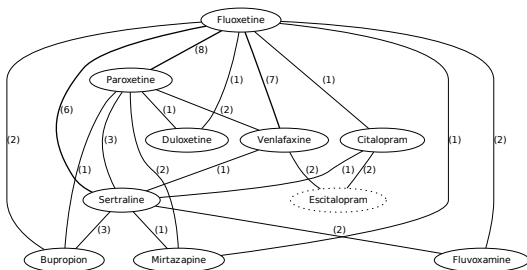 Fluoxetine
(8)
Paroxetine
(1)
(7)
(1)
(6)
(2)
(3)
(1)
(2)
Duloxetine
Venlafaxine
Citalopram
(1)
(2)
(1)
(2)
(2)
(1)
(2)
(1)
(2)
Sertraline
Escitalopram
(3)
(1)
(2)
Bupropion
Mirtazapine
Fluvoxamine